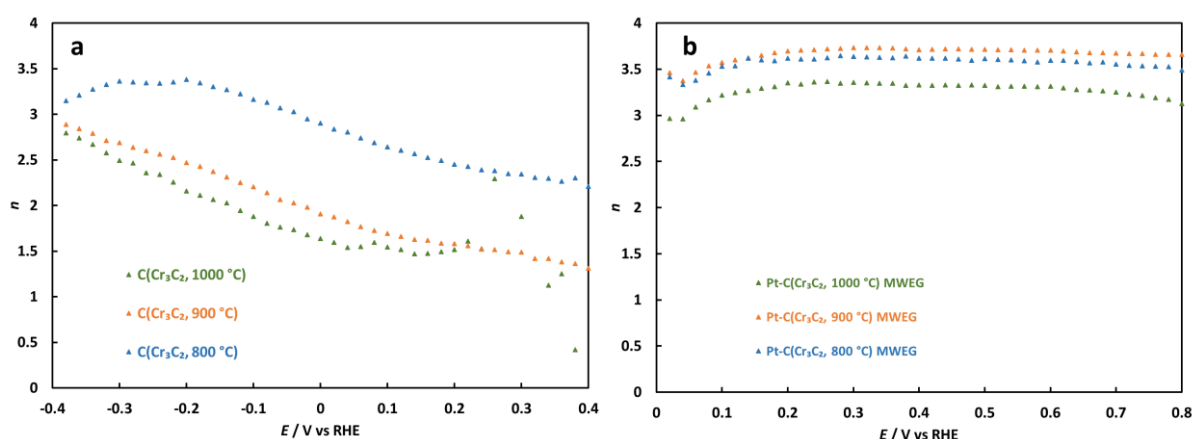 a
4
3.5
3
2.5
2
1.5
1
0.5
0
n
C(Cr₃C₂, 1000 °C)
C(Cr₃C₂, 900 °C)
C(Cr₃C₂, 800 °C)
-0.4 -0.3 -0.2 -0.1 0 0.1 0.2 0.3 0.4
E / V vs RHE
b
4
3.5
3
2.5
2
1.5
1
0.5
0
n
Pt-C(Cr₃C₂, 1000 °C) MWEG
Pt-C(Cr₃C₂, 900 °C) MWEG
Pt-C(Cr₃C₂, 800 °C) MWEG
0 0.1 0.2 0.3 0.4 0.5 0.6 0.7 0.8
E / V vs RHE